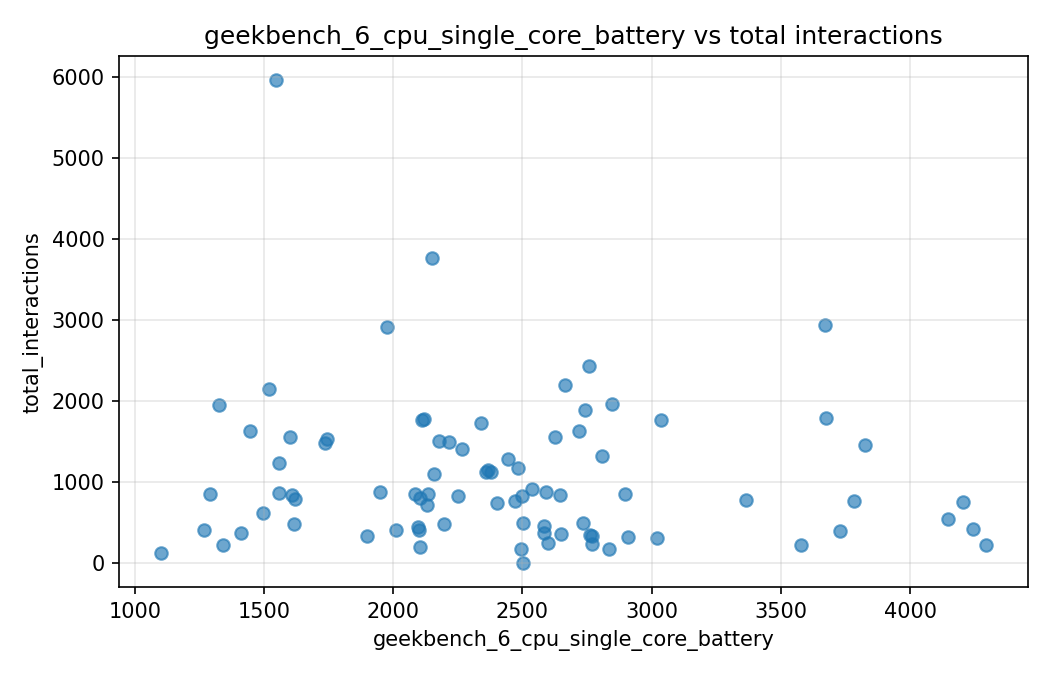 geekbench_6_cpu_single_core_battery vs total interactions
6000
5000
4000
3000
2000
1000
0
total_interactions
1000 1500 2000 2500 3000 3500 4000
geekbench_6_cpu_single_core_battery